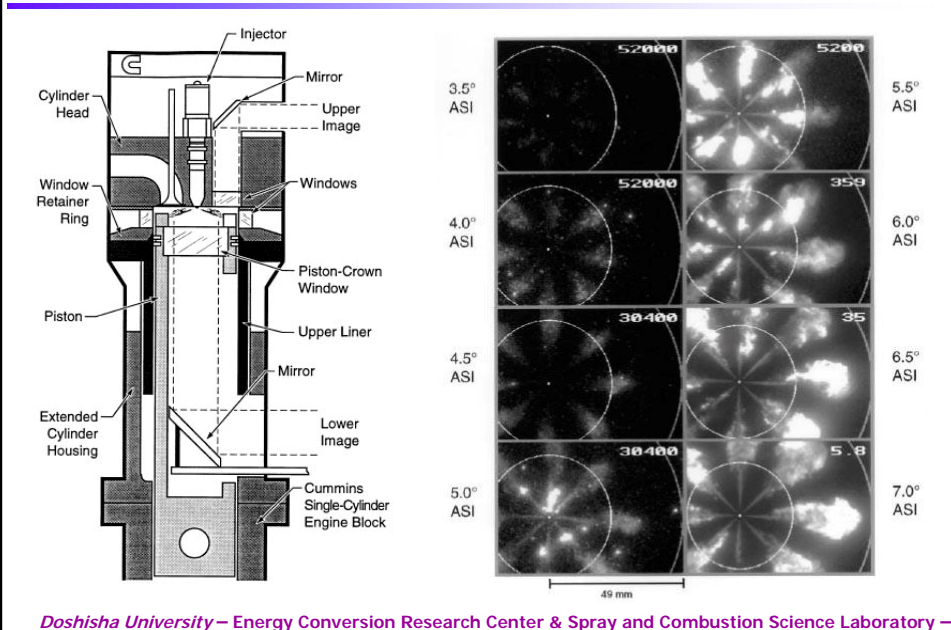 Injector
Mirror
Upper
Image
Cylinder
Head
Windows
Window
Retainer
Ring
Piston-Crown
Window
Piston
Upper Liner
Mirror
Extended
Cylinder
Housing
Lower
Image
Cummins
Single-Cylinder
Engine Block
3.5°
ASI
52000
5200
5.5°
ASI
4.0°
ASI
52000
359
6.0°
ASI
4.5°
ASI
30400
35
6.5°
ASI
5.0°
ASI
30400
5.8
7.0°
ASI
49 mm
Doshisha University – Energy Conversion Research Center & Spray and Combustion Science Laboratory –